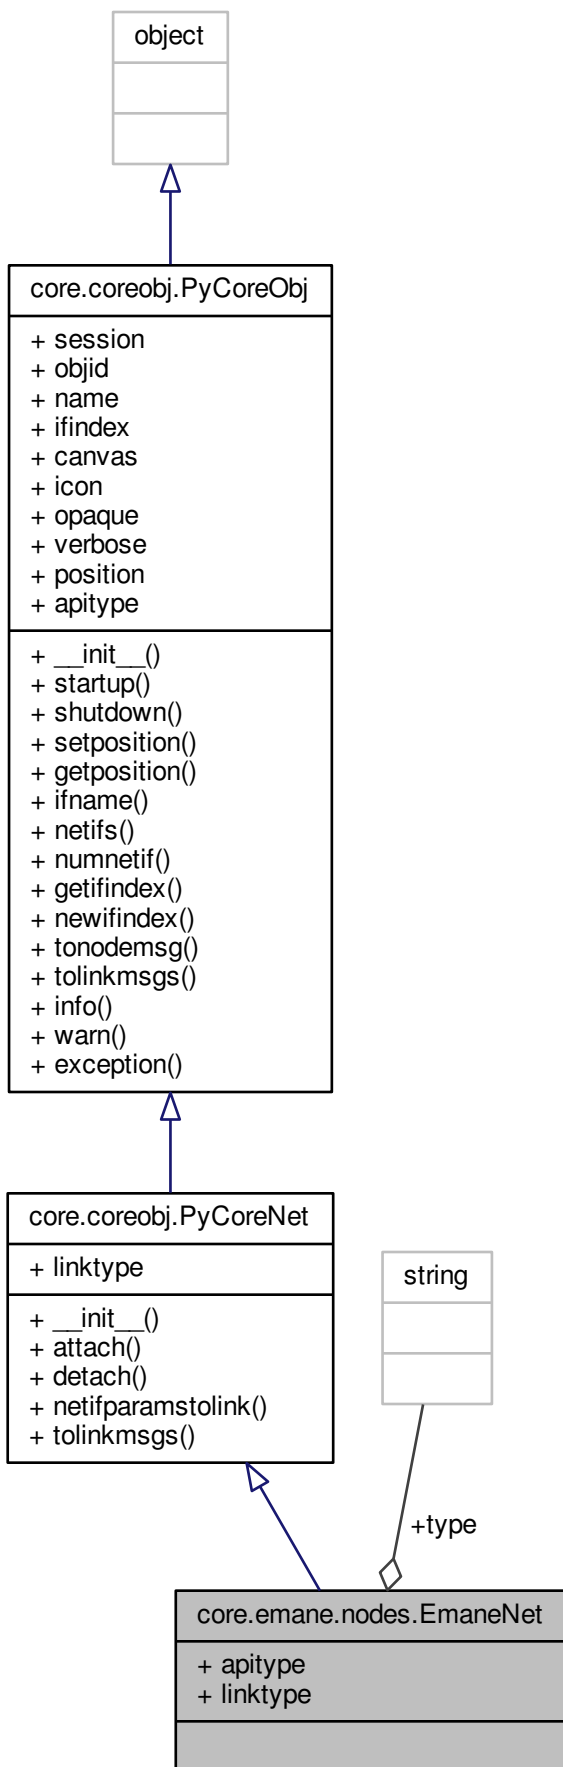 object
core.coreobj.PyCoreObj
+ session
+ objid
+ name
+ ifindex
+ canvas
+ icon
+ opaque
+ verbose
+ position
+ apitype
+ __init__()
+ startup()
+ shutdown()
+ setposition()
+ getposition()
+ ifname()
+ netifs()
+ numnetif()
+ getifindex()
+ newifindex()
+ tonodemsg()
+ tolinkmsgs()
+ info()
+ warn()
+ exception()
core.coreobj.PyCoreNet
+ linktype
+ __init__()
+ attach()
+ detach()
+ netifparamstolink()
+ tolinkmsgs()
string
+type
core.emane.nodes.EmaneNet
+ apitype
+ linktype